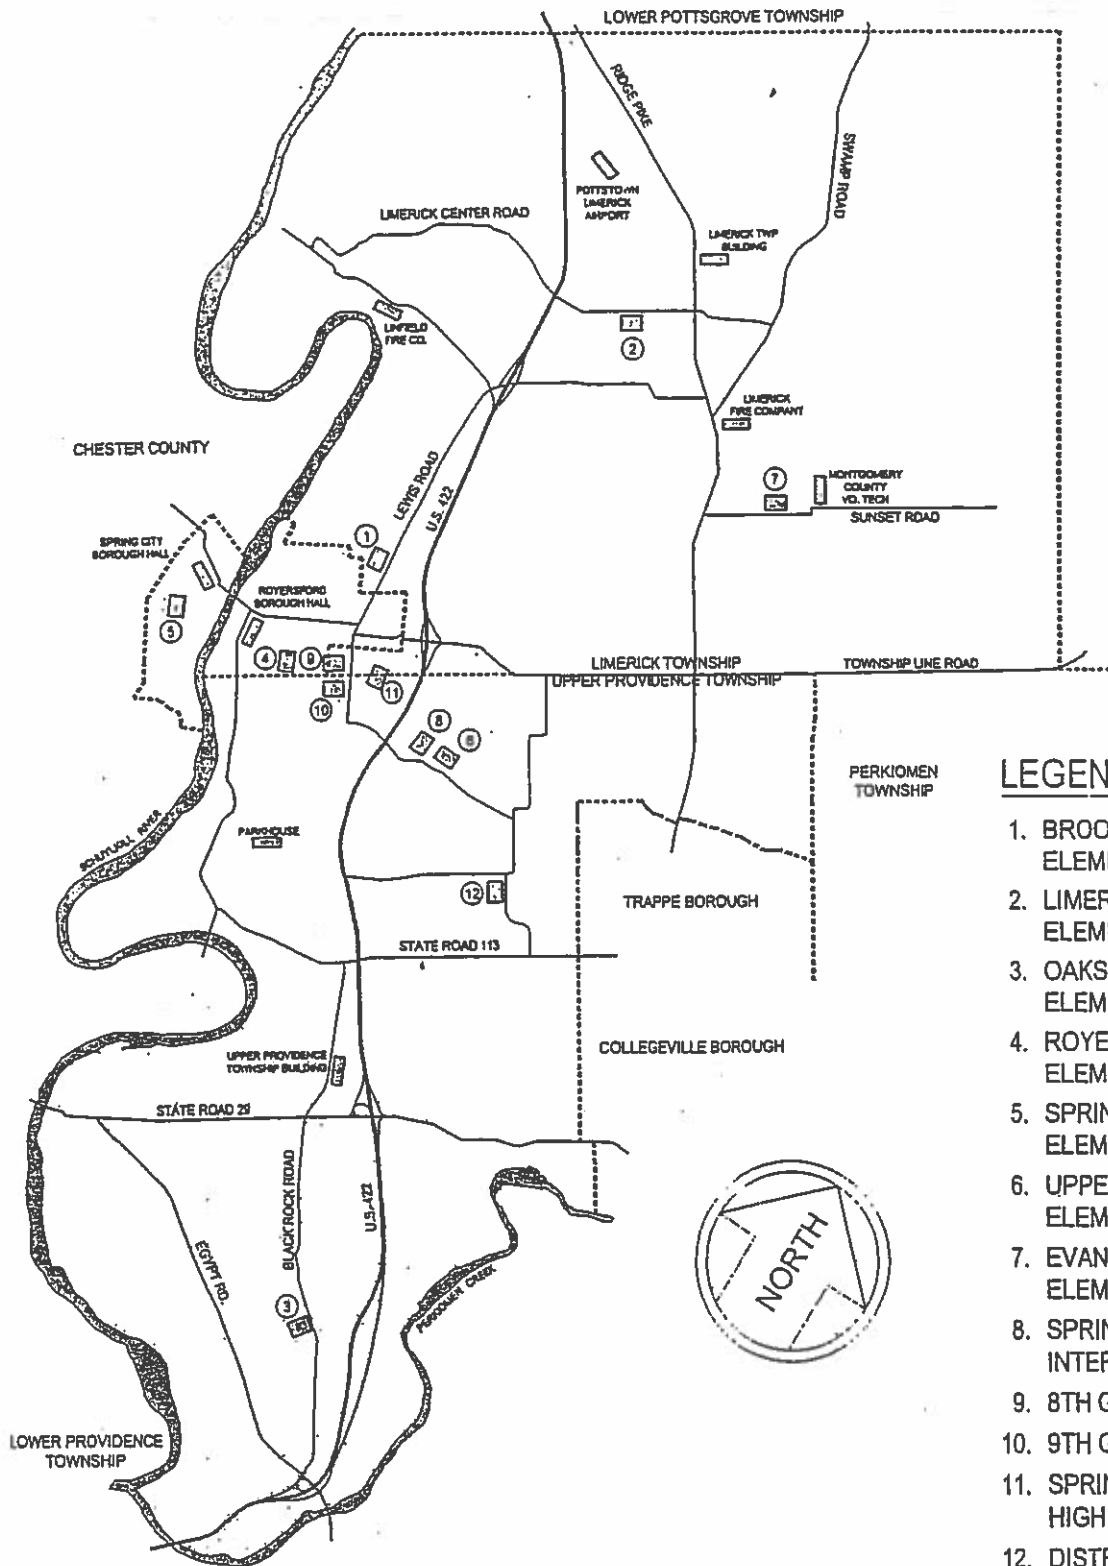 LOWER POTTSGROVE TOWNSHIP
RIDGE PIKE
SWAMP ROAD
POTTSTOWN
LIMERICK
AIRPORT
LIMERICK CENTER ROAD
LIMERICK TWP
BUILDING
LINFIELD
FIRE CO.
2
LIMERICK
FIRE COMPANY
CHESTER COUNTY
LEWIS ROAD
U.S. 422
7
MONTGOMERY
COUNTY
VO. TECH
SUNSET ROAD
1
SPRING CITY
BOROUGH HALL
ROYERSFORD
BOROUGH HALL
5
4
9
LIMERICK TOWNSHIP
TOWNSHIP LINE ROAD
UPPER PROVIDENCE TOWNSHIP
10
11
8
6
PERKIOMEN
TOWNSHIP
SCHUYLKILL RIVER
PARKHOUSE
12
TRAPPE BOROUGH
STATE ROAD 113
UPPER PROVIDENCE
TOWNSHIP BUILDING
COLLEGEVILLE BOROUGH
STATE ROAD 29
BLACK ROCK ROAD
U.S. 422
EGYPT RD.
PERKIOMEN CREEK
3
NORTH
LOWER PROVIDENCE
TOWNSHIP
LEGEN
1. BROO
ELEM
2. LIMER
ELEM
3. OAKS
ELEM
4. ROYE
ELEM
5. SPRIN
ELEM
6. UPPE
ELEM
7. EVAN
ELEM
8. SPRIN
INTER
9. 8TH G
10. 9TH G
11. SPRIN
HIGH
12. DISTR